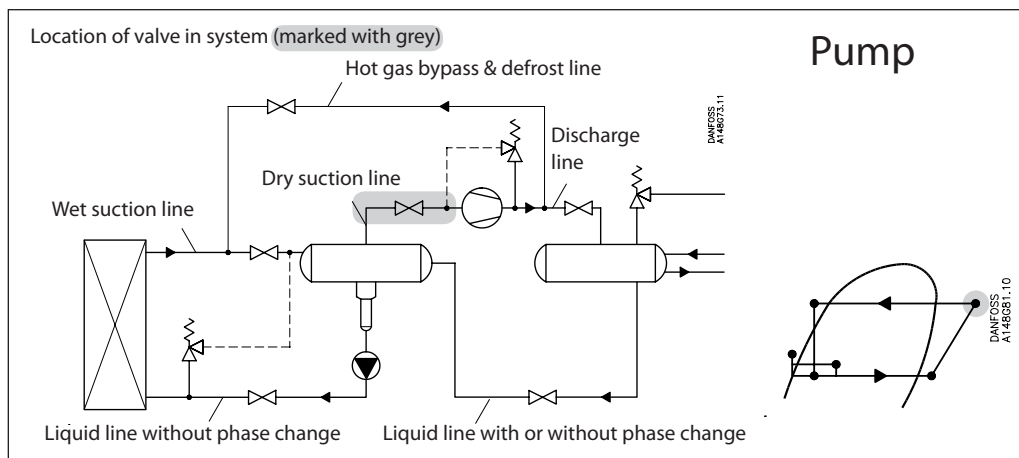 Location of valve in system (marked with grey)
Pump
Hot gas bypass & defrost line
DANFOSS
A148G73.11
Discharge
line
Dry suction line
Wet suction line
DANFOSS
A148G81.10
Liquid line without phase change
Liquid line with or without phase change